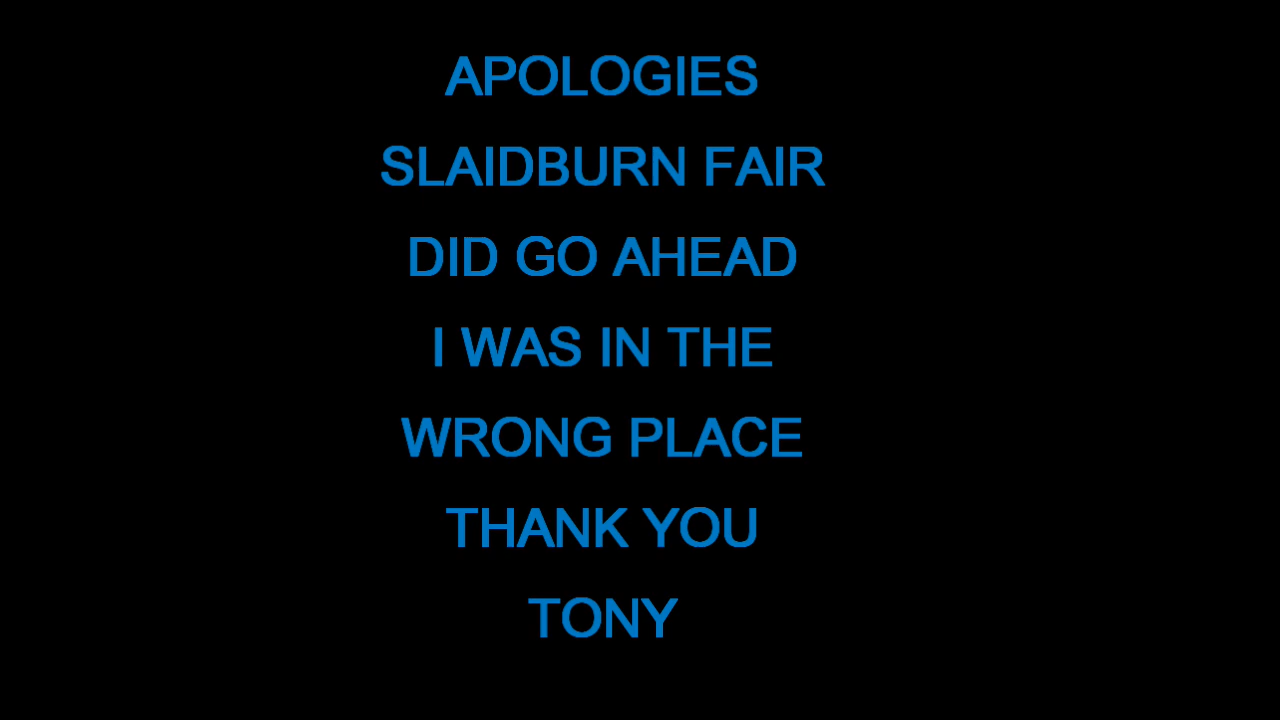 APOLOGIES
SLAIDBURN FAIR
DID GO AHEAD
I WAS IN THE
WRONG PLACE
THANK YOU
TONY